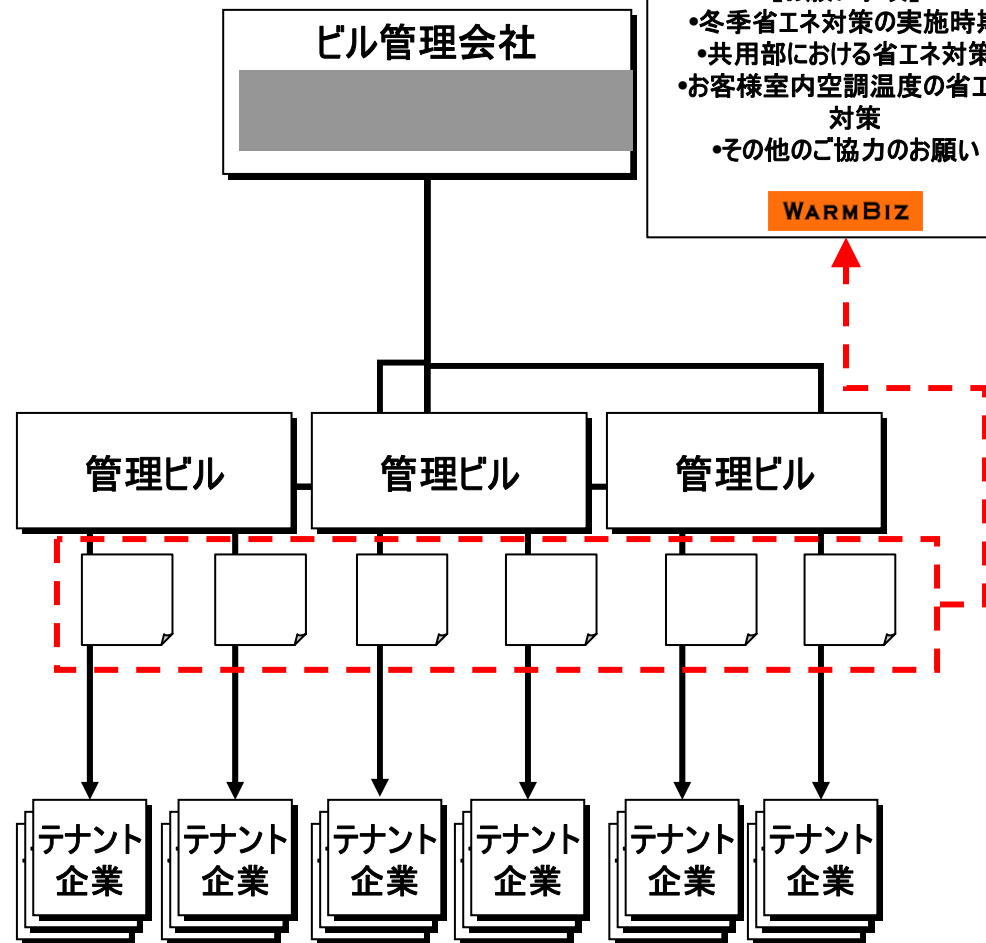 ビル管理会社
•冬季省エネ対策の実施時
•共用部における省エネ対策
•お客様室内空調温度の省エ
対策
•その他のご協力のお願い
WARMBIZ
管理ビル
管理ビル
管理ビル
テナント
企業
テナント
企業
テナント
企業
テナント
企業
テナント
企業
テナント
企業